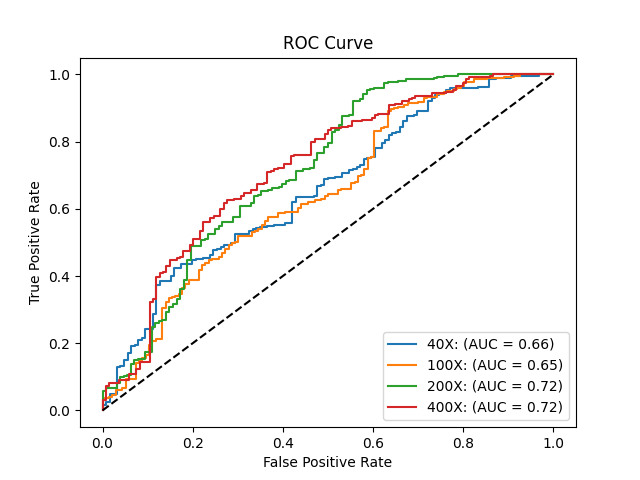 ROC Curve
True Positive Rate
1.0
0.8
0.6
0.4
0.2
0.0
40X: (AUC = 0.66)
100X: (AUC = 0.65)
200X: (AUC = 0.72)
400X: (AUC = 0.72)
0.0 0.2 0.4 0.6 0.8 1.0
False Positive Rate